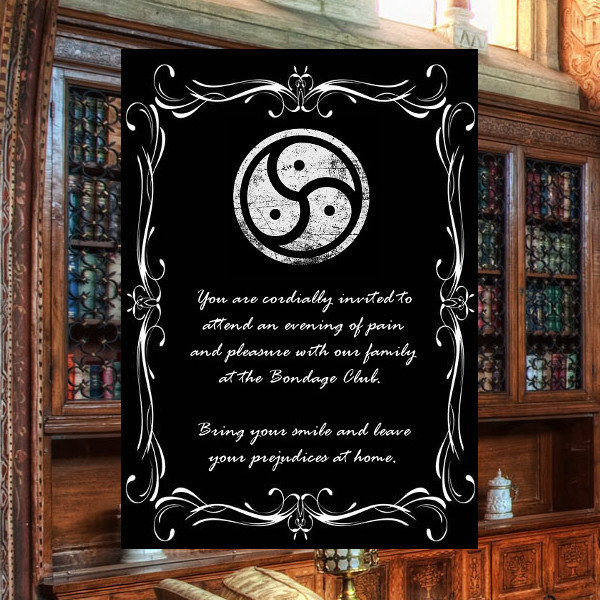 You are cordially invited to
attend an evening of pain
and pleasure with our family
at the Bondage Club.
Bring your smile and leave
your prejudices at home.